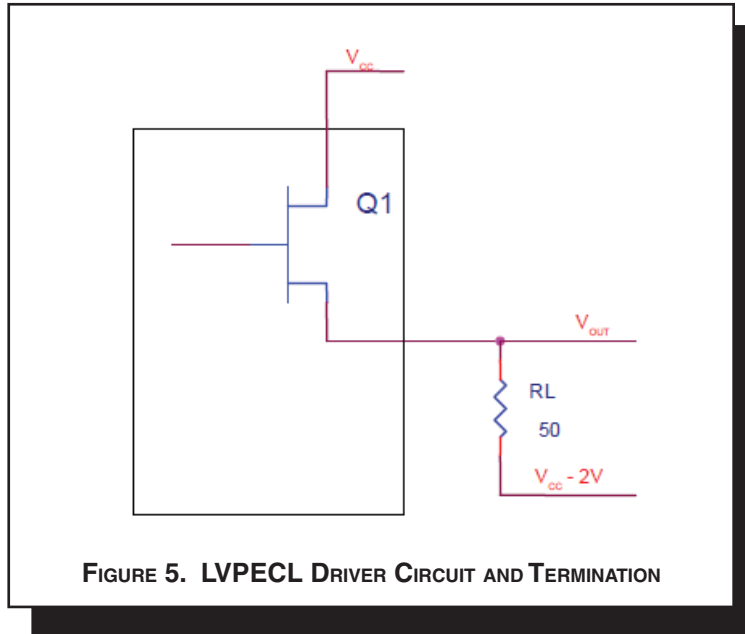 VCC
Q1
VOUT
RL
50
VCC - 2V
FIGURE 5. LVPECL DRIVER CIRCUIT AND TERMINATION